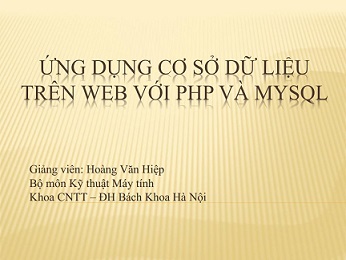 ỨNG DỤNG CƠ SỞ DỮ LIỆU
TRÊN WEB VỚI PHP VÀ MYSQL
Giảng viên: Hoàng Văn Hiệp
Bộ môn Kỹ thuật Máy tính
Khoa CNTT – ĐH Bách Khoa Hà Nội